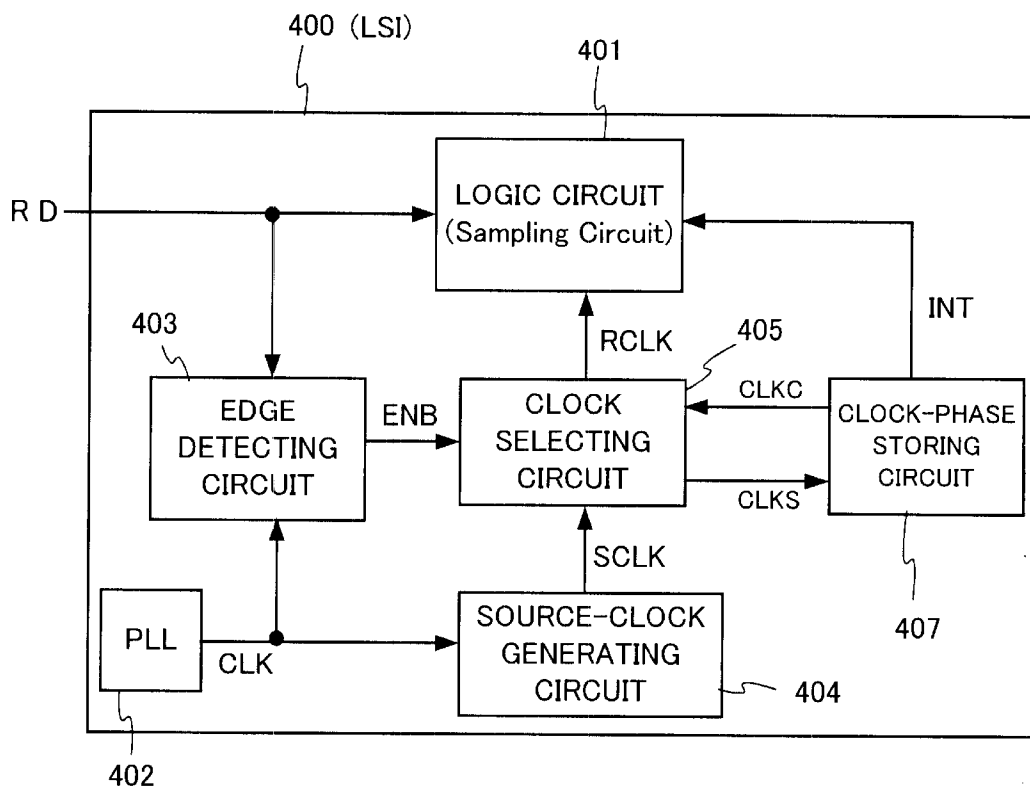 400 (LSI)
401
LOGIC CIRCUIT
(Sampling Circuit)
RD
INT
403
RCLK
405
EDGE
DETECTING
CIRCUIT
ENB
CLOCK
SELECTING
CIRCUIT
CLKC
CLKS
CLOCK-PHASE
STORING
CIRCUIT
SCLK
407
PLL
CLK
SOURCE-CLOCK
GENERATING
CIRCUIT
404
402